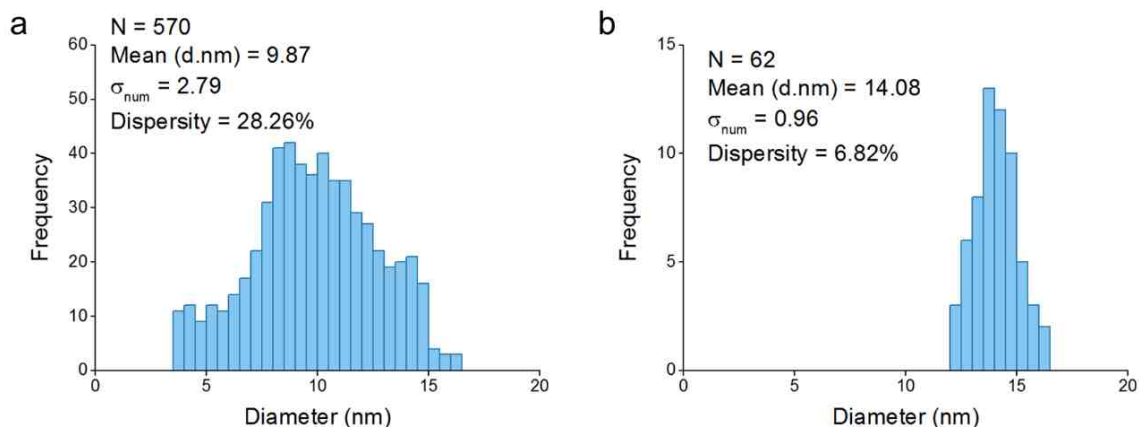 a
N = 570
Mean (d.nm) = 9.87
σnum = 2.79
Dispersity = 28.26%
60
50
40
30
20
10
0
Frequency
0 5 10 15 20
Diameter (nm)
b
N = 62
Mean (d.nm) = 14.08
σnum = 0.96
Dispersity = 6.82%
15
10
5
0
Frequency
0 5 10 15 20
Diameter (nm)